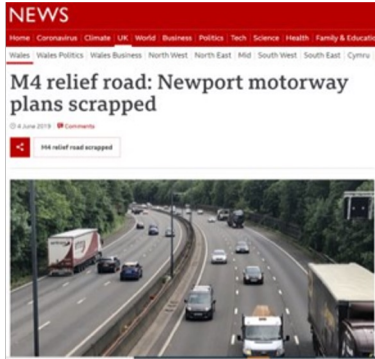 NEWS
Home Coronavirus Climate UK World Business Politics Tech Science Health Family & Educatio
Wales Wales Politics Wales Business North West North East Mid South West South East Cymru
M4 relief road: Newport motorway
plans scrapped
4 June 2019 Comments
M4 relief road scrapped